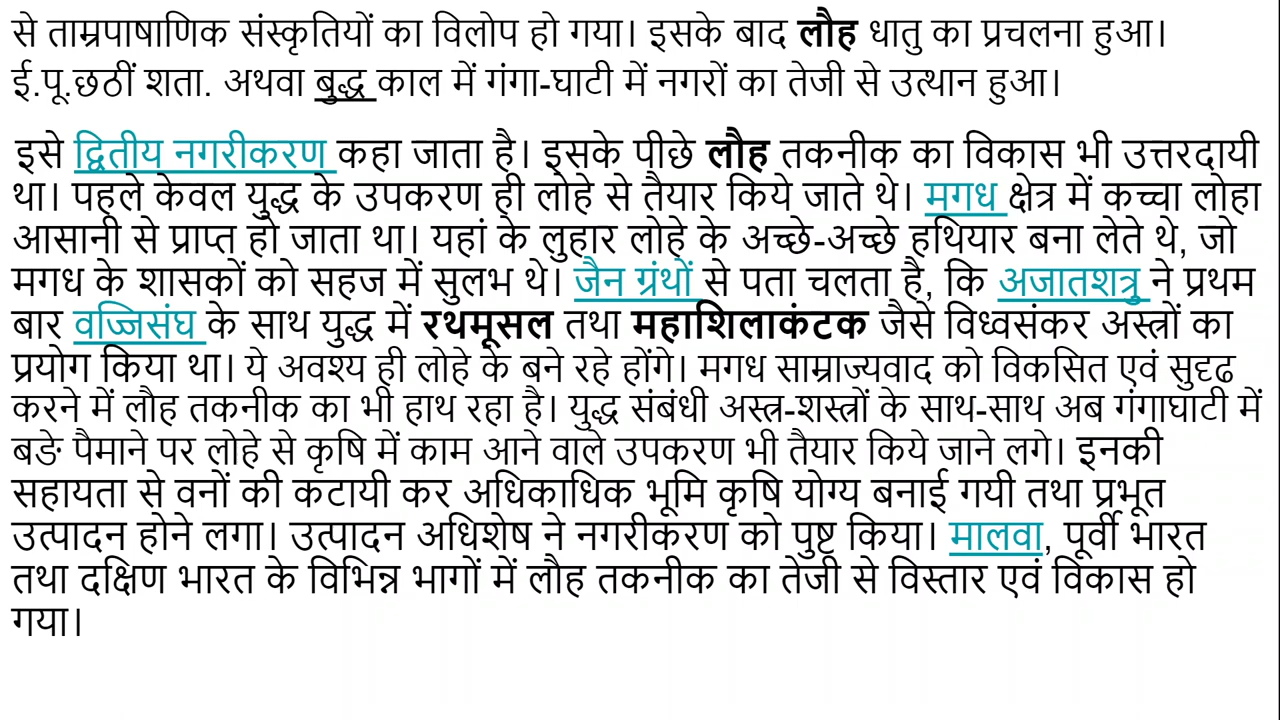 से ताम्रपाषाणिक संस्कृतियों का विलोप हो गया। इसके बाद लौह धातु का प्रचलना हुआ।
ई.पू.छठीं शता. अथवा बुद्ध काल में गंगा-घाटी में नगरों का तेजी से उत्थान हुआ।
इसे द्वितीय नगरीकरण कहा जाता है। इसके पीछे लौह तकनीक का विकास भी उत्तरदायी
था। पहले केवल युद्ध के उपकरण ही लोहे से तैयार किये जाते थे। मगध क्षेत्र में कच्चा लोहा
आसानी से प्राप्त हो जाता था। यहां के लुहार लोहे के अच्छे-अच्छे हथियार बना लेते थे, जो
मगध के शासकों को सहज में सुलभ थे। जैन ग्रंथों से पता चलता है, कि अजातशत्रु ने प्रथम
बार वज्जिसंघ के साथ युद्ध में रथमूसल तथा महाशिलाकंटक जैसे विध्वसंकर अस्त्रों का
प्रयोग किया था। ये अवश्य ही लोहे के बने रहे होंगे। मगध साम्राज्यवाद को विकसित एवं सुदृढ
करने में लौह तकनीक का भी हाथ रहा है। युद्ध संबंधी अस्त्र-शस्त्रों के साथ-साथ अब गंगाघाटी में
बङे पैमाने पर लोहे से कृषि में काम आने वाले उपकरण भी तैयार किये जाने लगे। इनकी
सहायता से वनों की कटायी कर अधिकाधिक भूमि कृषि योग्य बनाई गयी तथा प्रभूत
उत्पादन होने लगा। उत्पादन अधिशेष ने नगरीकरण को पुष्ट किया। मालवा, पूर्वी भारत
तथा दक्षिण भारत के विभिन्न भागों में लौह तकनीक का तेजी से विस्तार एवं विकास हो
गया।